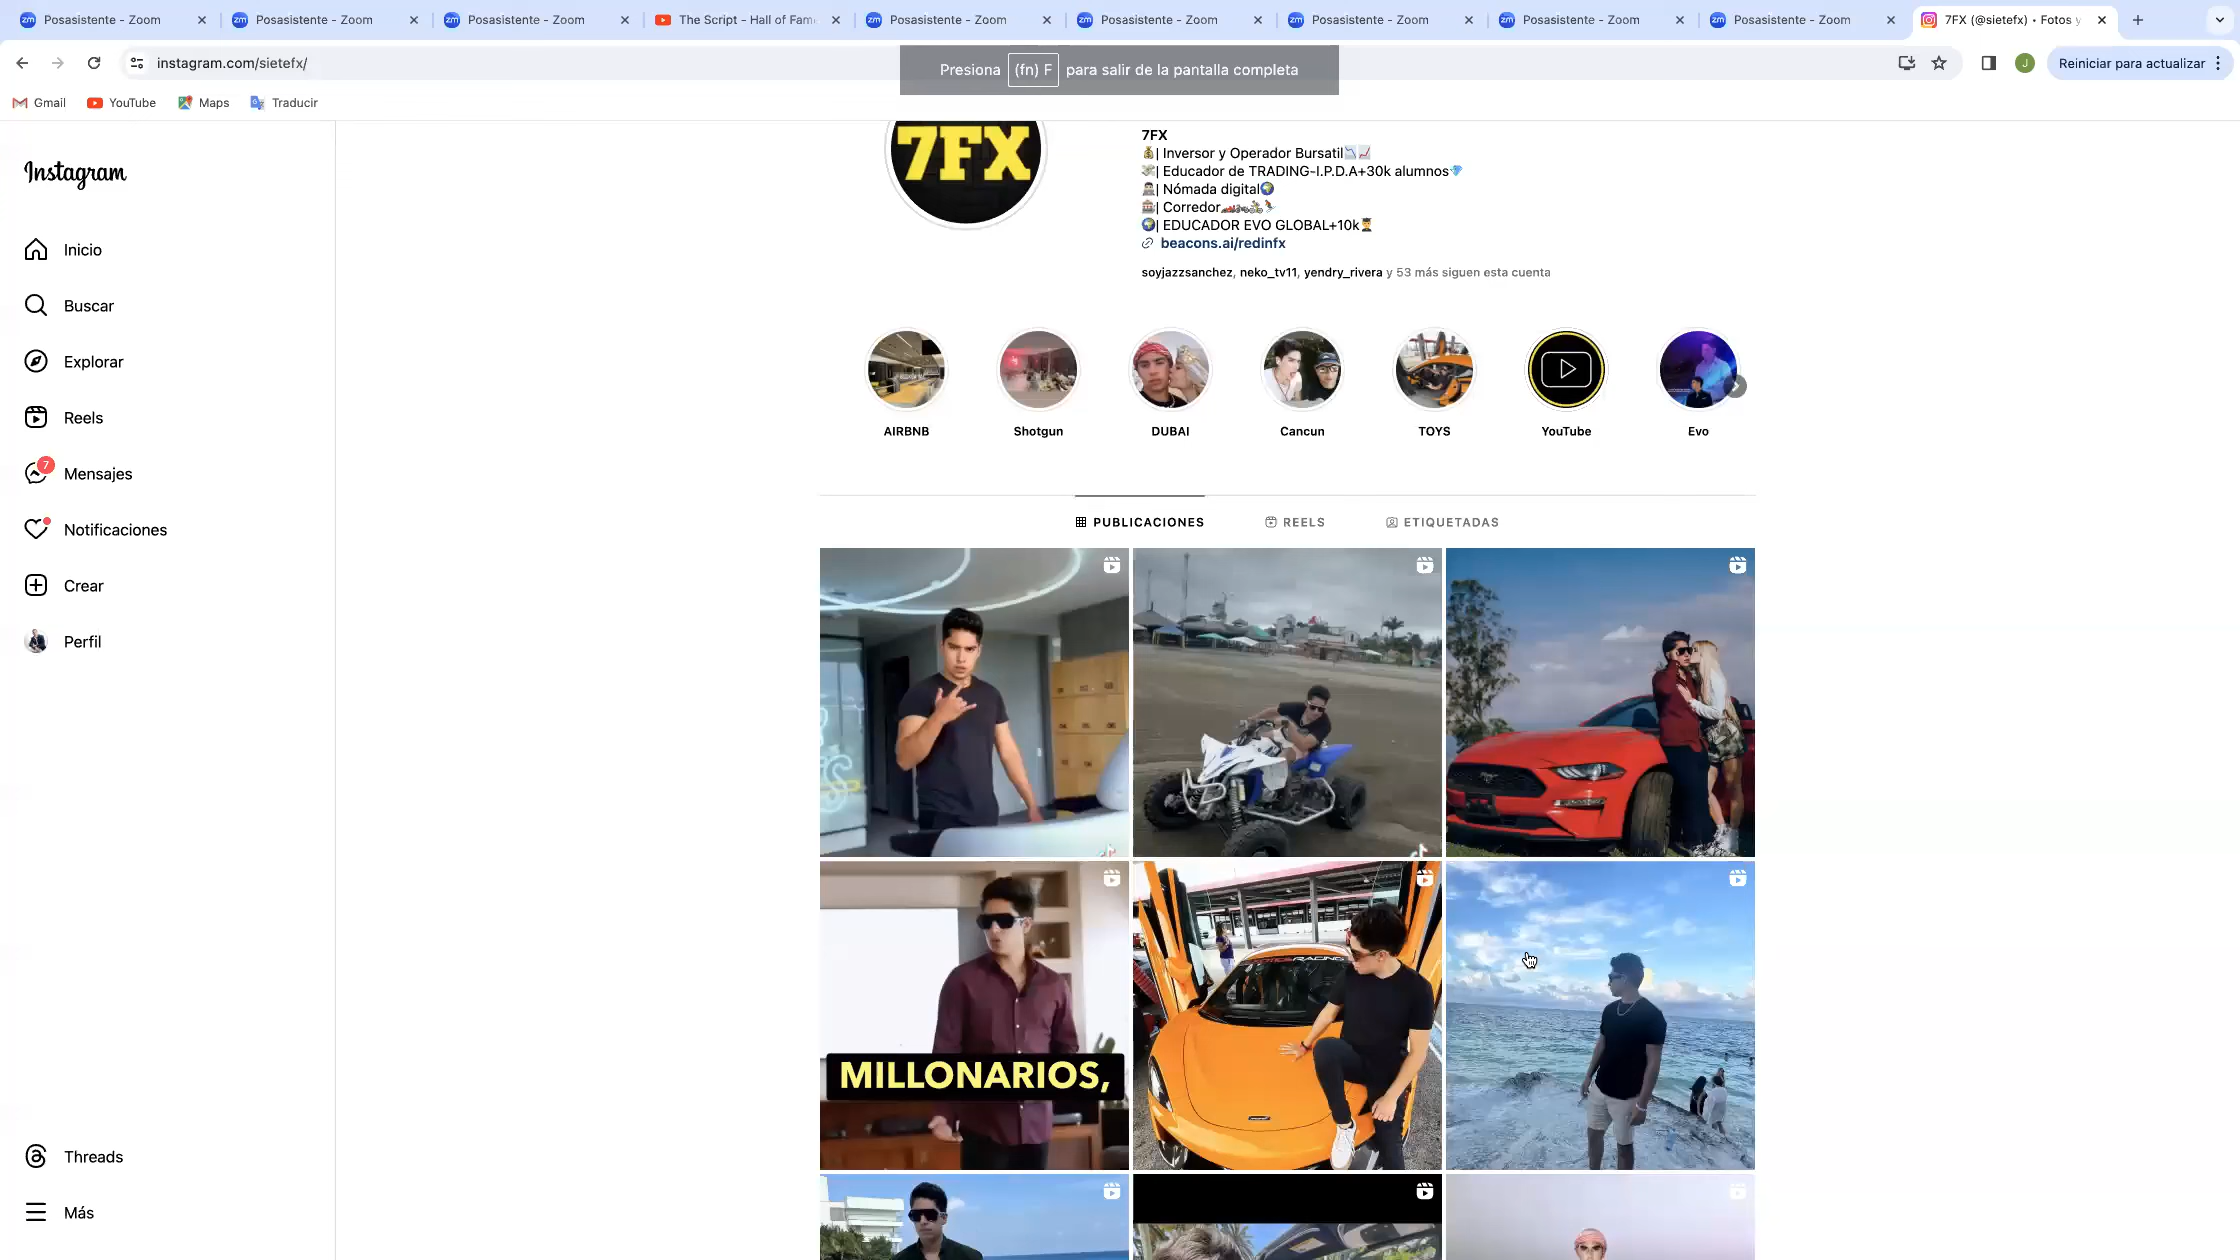 Posasistente - Zoom
Posasistente - Zoom
Posasistente - Zoom
The Script - Hall of Fam
Posasistente - Zoom
Posasistente - Zoom
Posasistente - Zoom
Posasistente - Zoom
Posasistente - Zoom
7FX (@sietefx) • Fotos y
instagram.com/sietefx/
Presiona (fn) F para salir de la pantalla completa
J
Reiniciar para actualizar
Gmail
YouTube
Maps
Traducir
Instagram
Inicio
Buscar
Explorar
Reels
7
Mensajes
Notificaciones
Crear
Perfil
Threads
Más
7FX
7FX
💰| Inversor y Operador Bursatil📉📈
💸| Educador de TRADING-I.P.D.A+30k alumnos💎
👨🏻‍💻| Nómada digital🌍
🎰| Corredor🏎️🏍️🚴⛷️
🌍| EDUCADOR EVO GLOBAL+10k👨‍🎓
beacons.ai/redinfx
soyjazzsanchez, neko_tv11, yendry_rivera y 53 más siguen esta cuenta
AIRBNB
Shotgun
DUBAI
Cancun
TOYS
YouTube
Evo
PUBLICACIONES
REELS
ETIQUETADAS
MILLONARIOS,